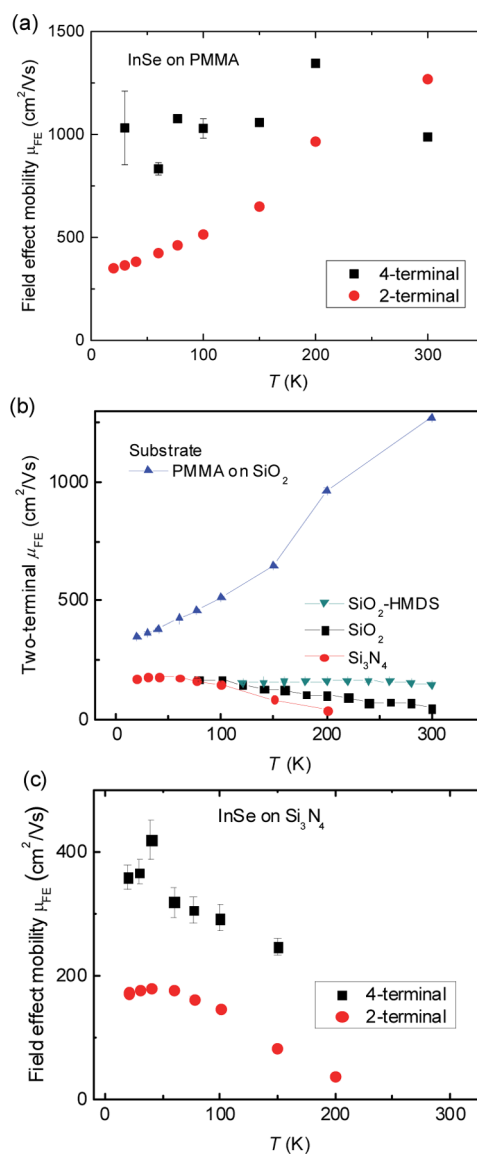 (a)
1500
1000
500
0
Field effect mobility μFE (cm²/Vs)
InSe on PMMA
4-terminal
2-terminal
100
200
300
T (K)
(b)
1000
500
0
Two-terminal μFE (cm²/Vs)
Substrate
PMMA on SiO₂
SiO₂-HMDS
SiO₂
Si₃N₄
0
100
200
300
T (K)
(c)
400
200
0
Field effect mobility μFE (cm²/Vs)
InSe on Si₃N₄
4-terminal
2-terminal
100
200
300
T (K)